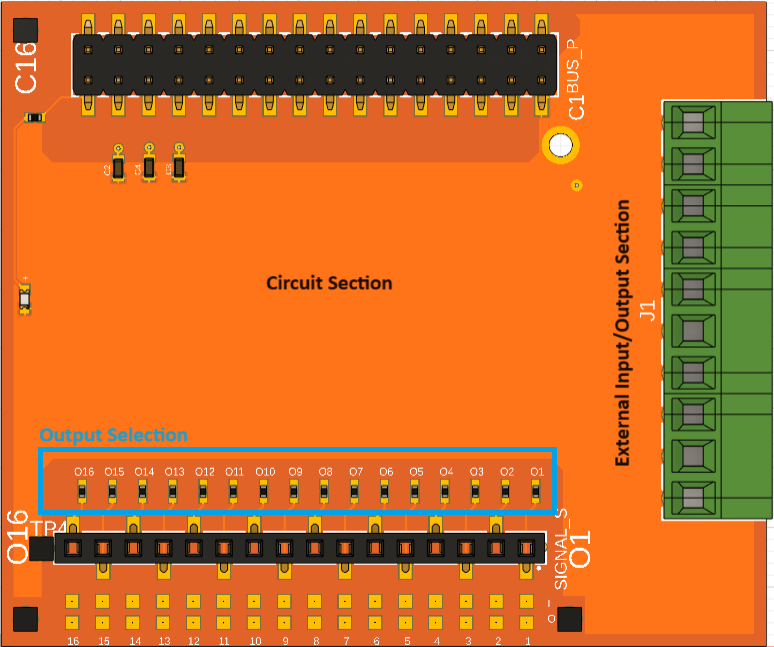 C16
BUS_P
C1
C2
C4
C3
+
Circuit Section
External Input/Output Section
J1
Output Selection
O16 O15 O14 O13 O12 O11 O10 O9 O8 O7 O6 O5 O4 O3 O2 O1
O16
TP4
SIGNAL_S
O1
I
O
16 15 14 13 12 11 10 9 8 7 6 5 4 3 2 1